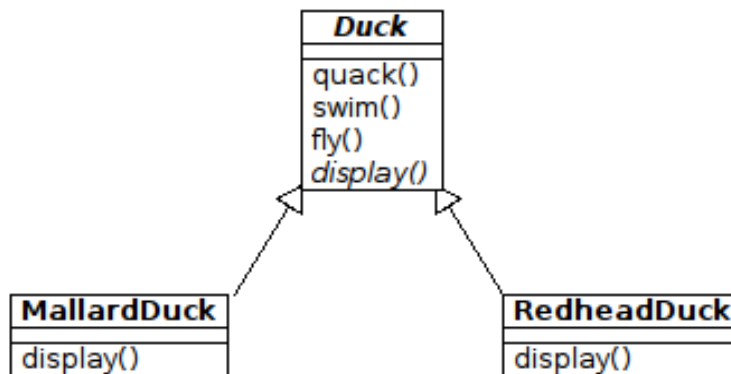 Duck
quack()
swim()
fly()
display()
MallardDuck
display()
RedheadDuck
display()